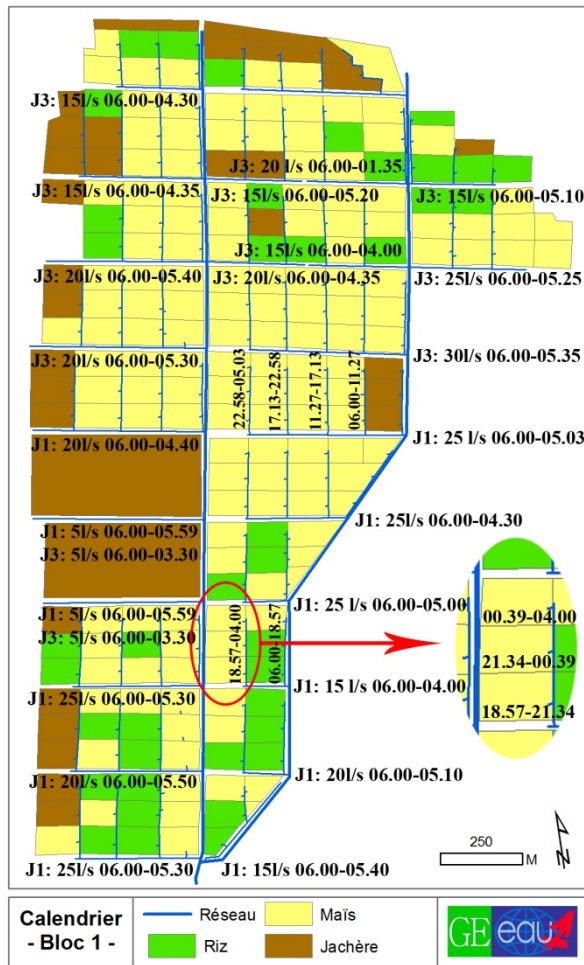 J3: 15l/s 06.00-04.30
J3: 20 l/s 06.00-01.35
J3: 15l/s 06.00-04.35
J3: 15l/s 06.00-05.20
J3: 15l/s 06.00-05.10
J3: 15l/s 06.00-04.00
J3: 20l/s 06.00-05.40
J3: 20l/s 06.00-04.35
J3: 25l/s 06.00-05.25
J3: 20l/s 06.00-05.30
22.58-05.03
17.13-22.58
11.27-17.13
06.00-11.27
J3: 30l/s 06.00-05.35
J1: 20l/s 06.00-04.40
J1: 25 l/s 06.00-05.03
J1: 5l/s 06.00-05.59
J3: 5l/s 06.00-03.30
J1: 25l/s 06.00-04.30
J1: 5l/s 06.00-05.59
J3: 5l/s 06.00-03.30
18.57-04.00
06.00-18.57
J1: 25 l/s 06.00-05.00
00.39-04.00
21.34-00.39
18.57-21.34
J1: 25l/s 06.00-05.30
J1: 15 l/s 06.00-04.00
J1: 20l/s 06.00-05.50
J1: 20l/s 06.00-05.10
J1: 25l/s 06.00-05.30
J1: 15l/s 06.00-05.40
N
250
M
Calendrier
- Bloc 1 -
Réseau
Maïs
Riz
Jachère
GEeau